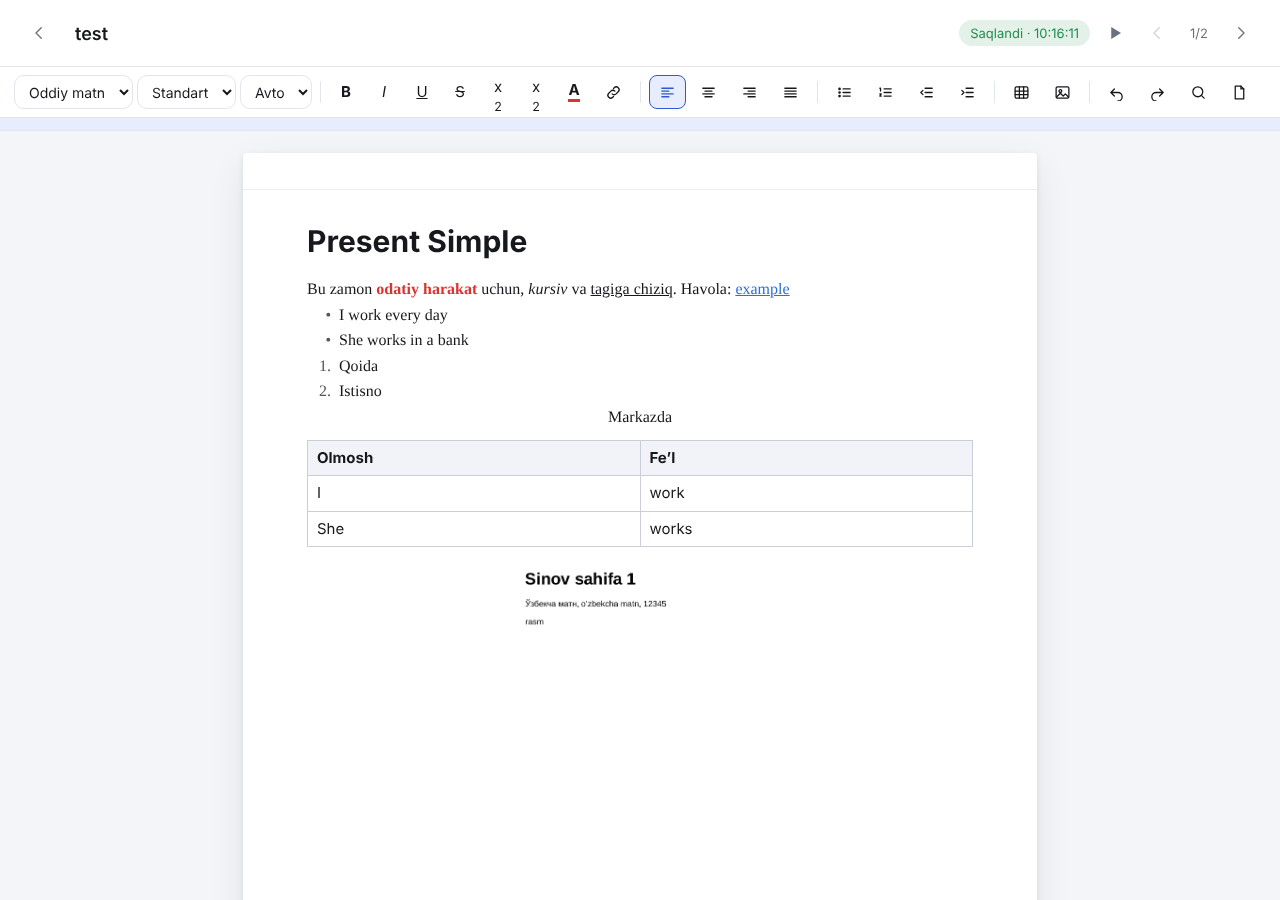 test
Saqlandi · 10:16:11
1/2
Oddiy matn Standart Avto B I U S x2 x2 A
Present Simple
Bu zamon odatiy harakat uchun, kursiv va tagiga chiziq. Havola: example
• I work every day
• She works in a bank
1. Qoida
2. Istisno
Markazda
Olmosh Fe’l
I work
She works
Sinov sahifa 1
Ўзбекча матн, o‘zbekcha matn, 12345
rasm